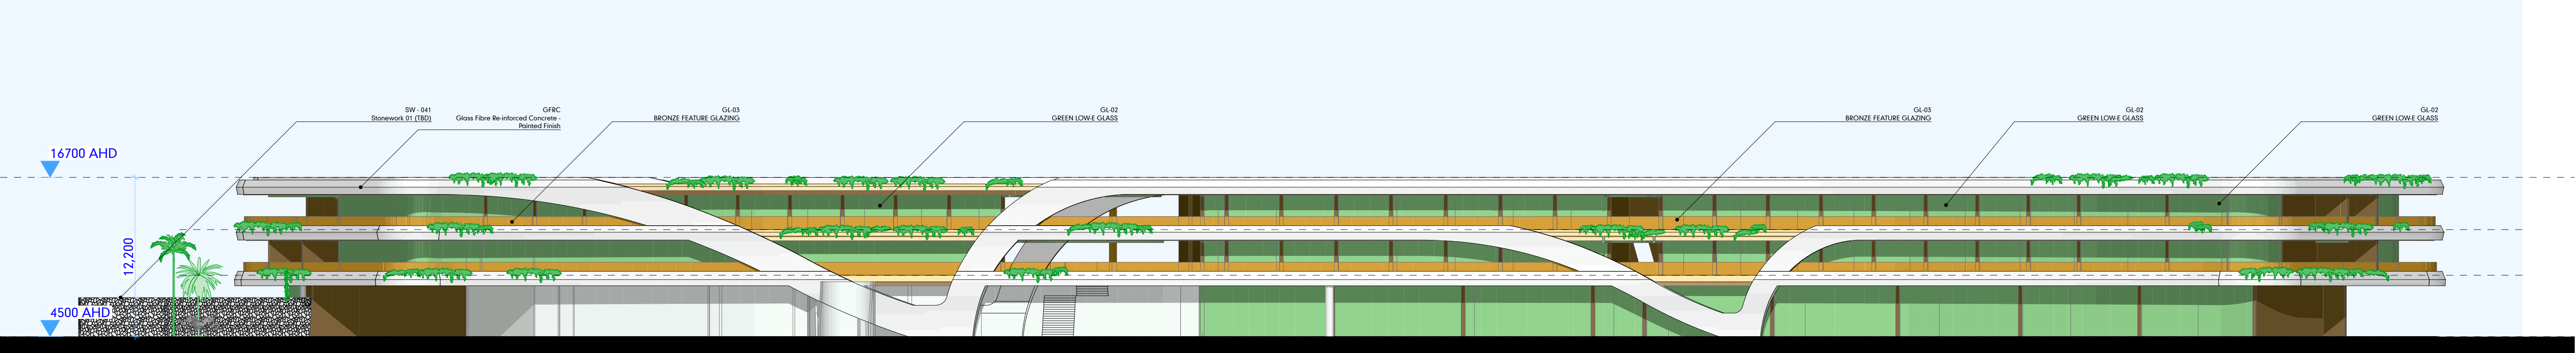 SW - 041
Stonework 01 (TBD)
GFRC
Glass Fibre Re-inforced Concrete -
Painted Finish
GL-03
BRONZE FEATURE GLAZING
GL-02
GREEN LOW-E GLASS
GL-03
BRONZE FEATURE GLAZING
GL-02
GREEN LOW-E GLASS
GL-02
GREEN LOW-E GLASS
16700 AHD
12,200
4500 AHD